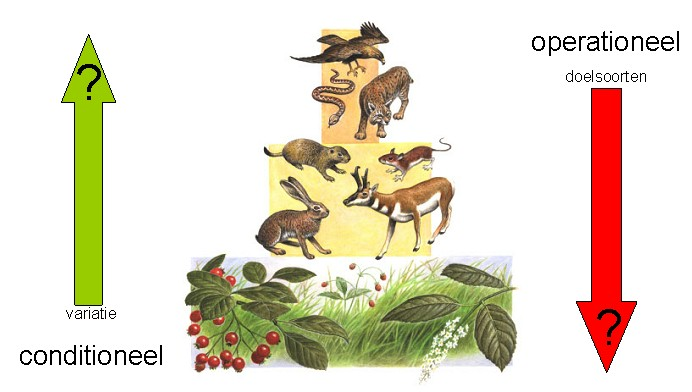 operationeel
doelsoorten
?
?
variatie
conditioneel